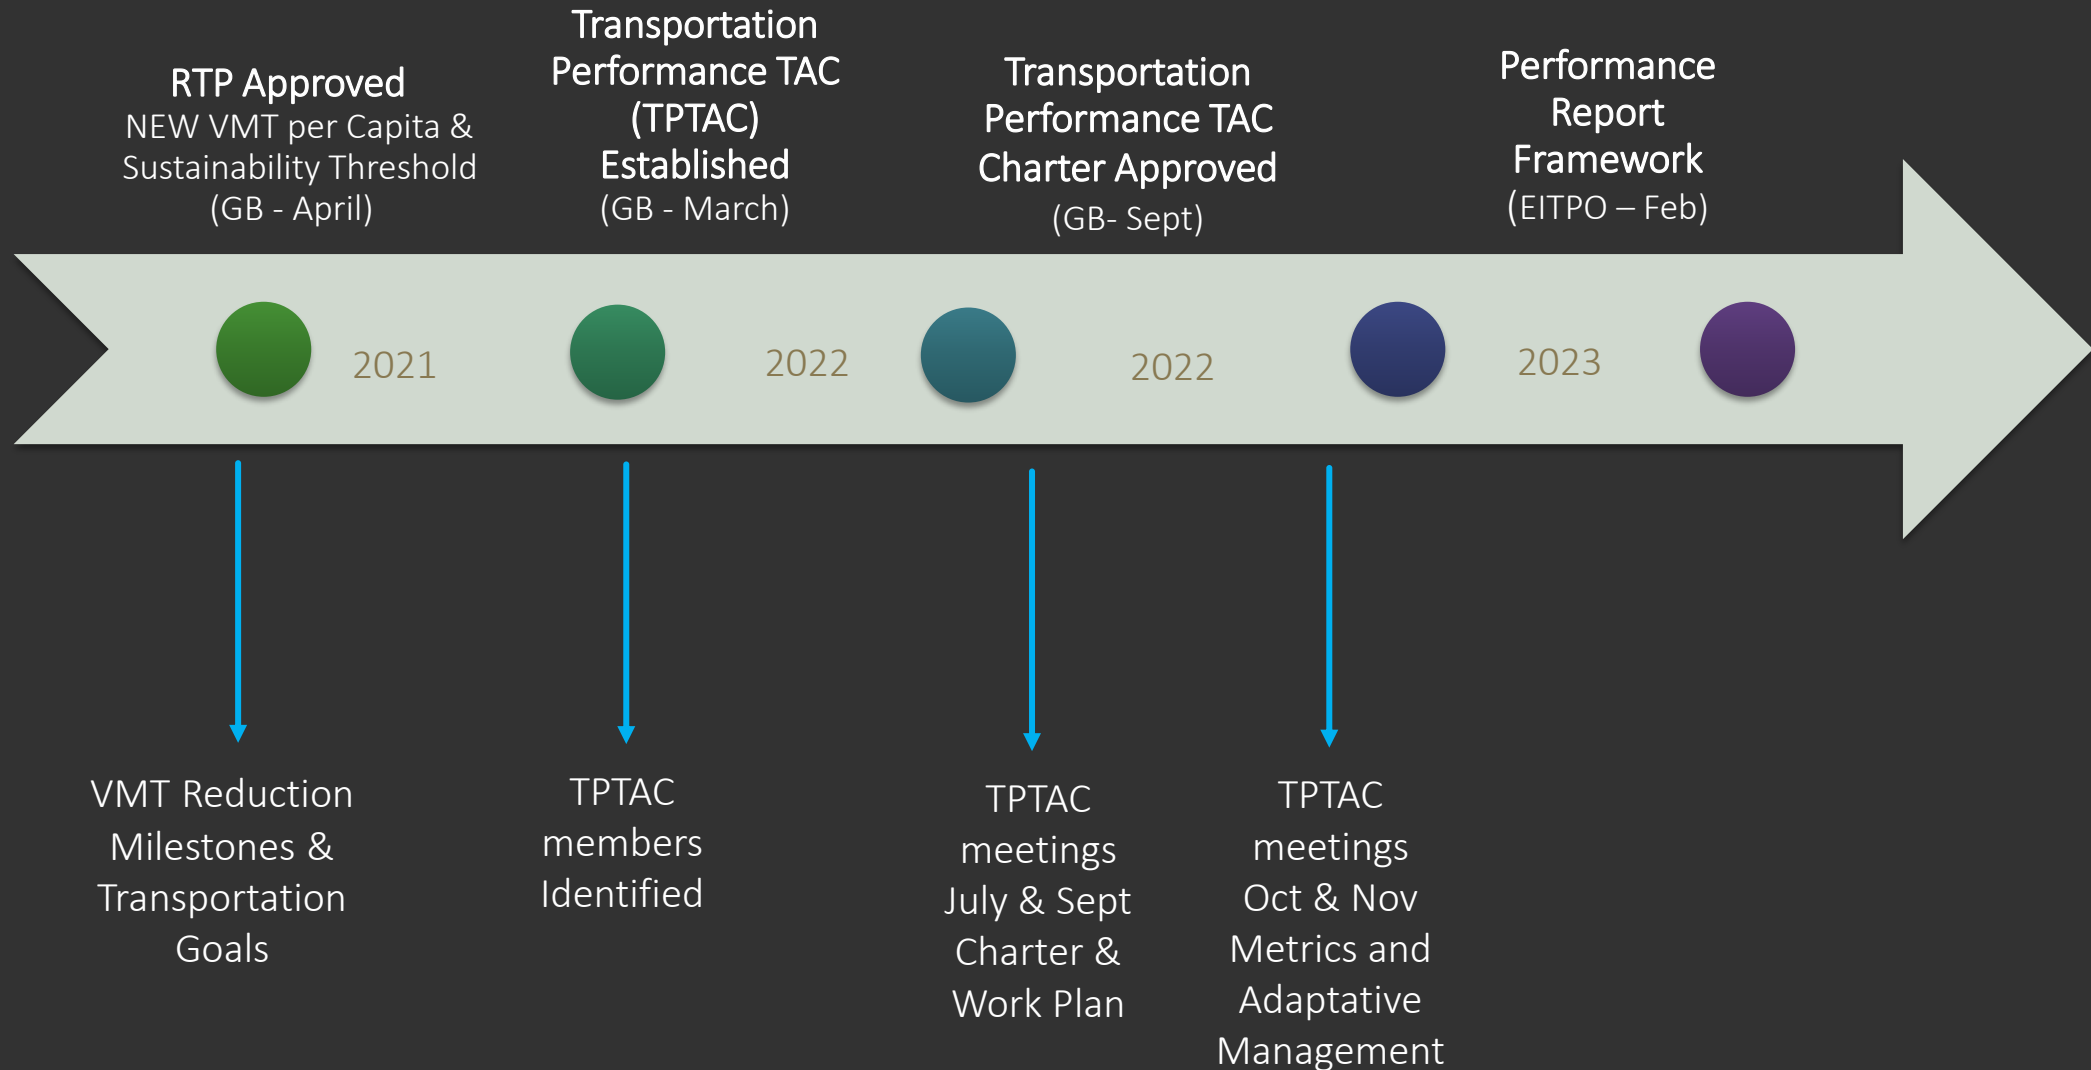 RTP Approved
NEW VMT per Capita &
Sustainability Threshold
(GB - April)
Transportation
Performance TAC
(TPTAC)
Established
(GB - March)
Transportation
Performance TAC
Charter Approved
(GB- Sept)
Performance
Report
Framework
(EITPO – Feb)
2021
2022
2022
2023
VMT Reduction
Milestones &
Transportation
Goals
TPTAC
members
Identified
TPTAC
meetings
July & Sept
Charter &
Work Plan
TPTAC
meetings
Oct & Nov
Metrics and
Adaptative
Management